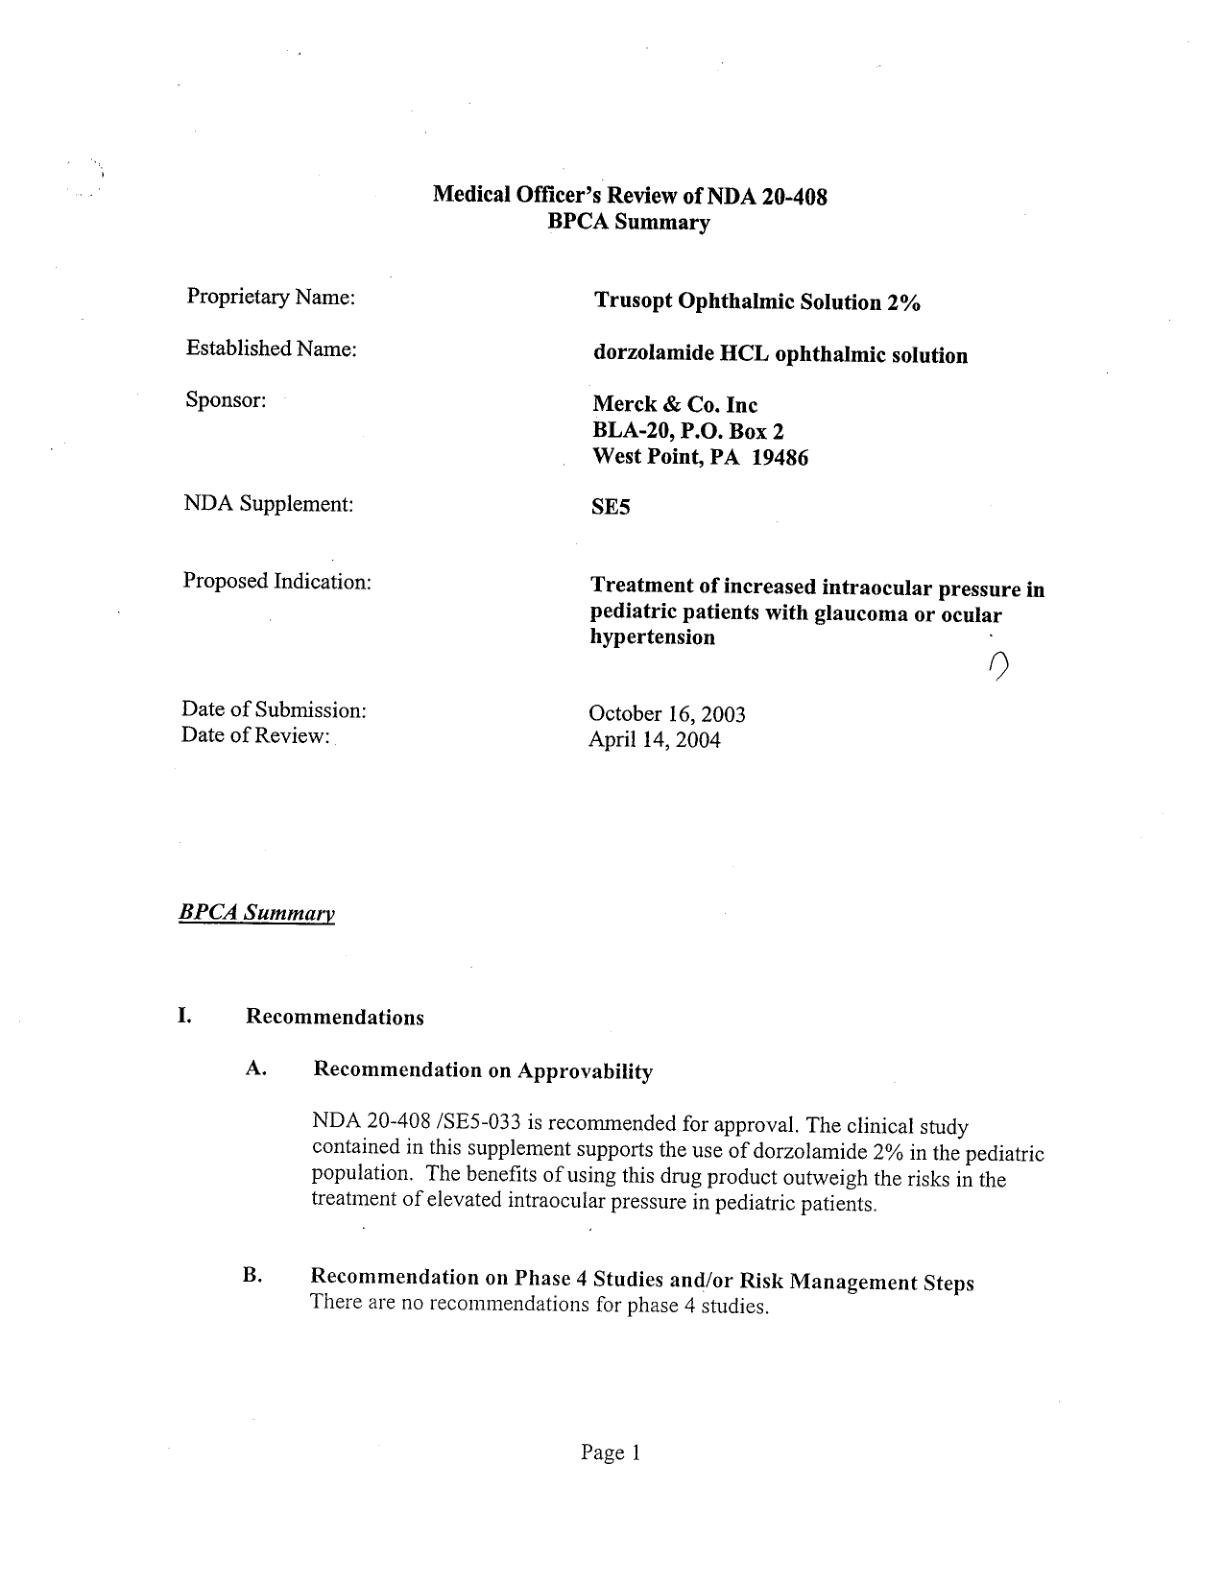 Medical Officer's Review of NDA 20-408
BPCA Summary
Proprietary Name: Trusopt Ophthalmic Solution 2%
Established Name: dorzolamide HCL ophthalmic solution
Sponsor: Merck & Co. Inc
BLA-20, P.O. Box 2
West Point, PA 19486
NDA Supplement: SE5
Proposed Indication: Treatment of increased intraocular pressure in
pediatric patients with glaucoma or ocular
hypertension
Date of Submission: October 16, 2003
Date of Review: April 14, 2004
BPCA Summary
I. Recommendations
A. Recommendation on Approvability
NDA 20-408 /SE5-033 is recommended for approval. The clinical study
contained in this supplement supports the use of dorzolamide 2% in the pediatric
population. The benefits of using this drug product outweigh the risks in the
treatment of elevated intraocular pressure in pediatric patients.
B. Recommendation on Phase 4 Studies and/or Risk Management Steps
There are no recommendations for phase 4 studies.
Page 1